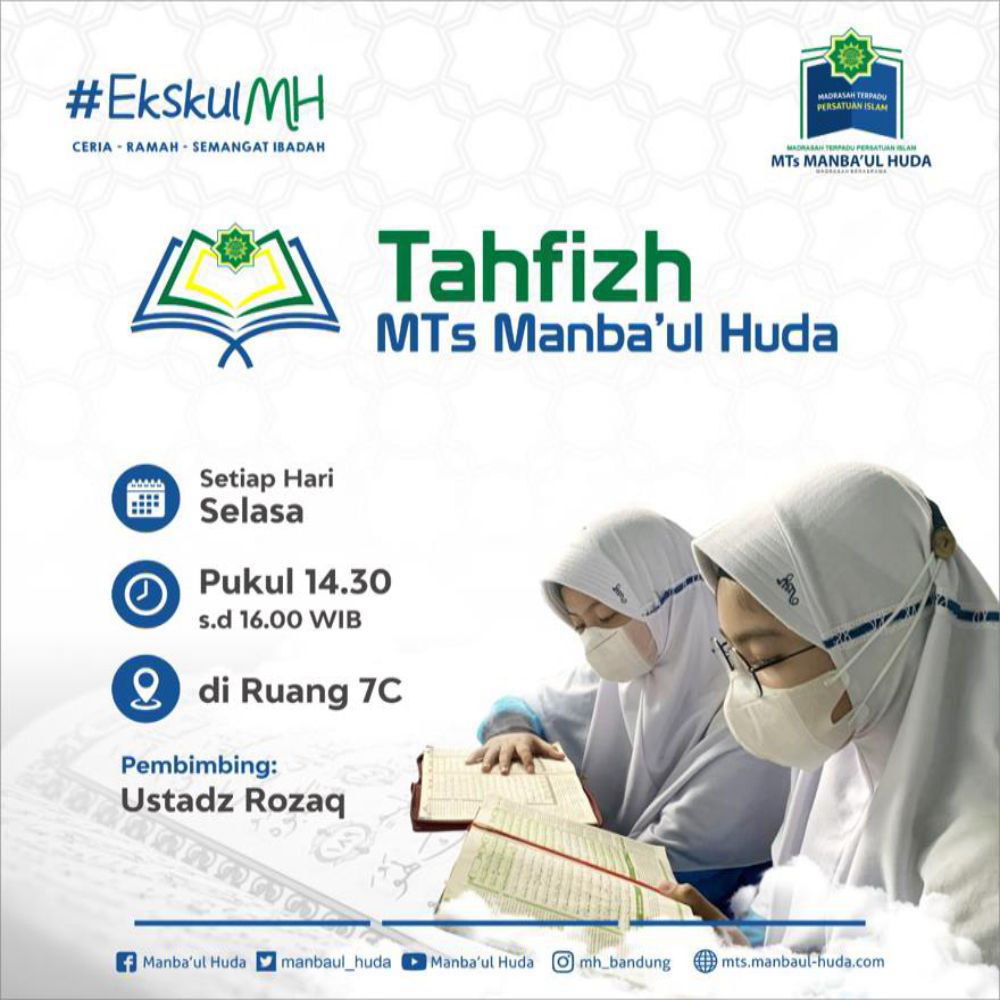 #EkskulMH
CERIA - RAMAH - SEMANGAT IBADAH
MADRASAH TERPADU
PERSATUAN ISLAM
MADRASAH TERPADU PERSATUAN ISLAM
MTs MANBA'UL HUDA
Tahfizh
MTs Manba'ul Huda
Setiap Hari
Selasa
Pukul 14.30
s.d 16.00 WIB
di Ruang 7C
Pembimbing:
Ustadz Rozaq
Manba'ul Huda manbaul_huda Manba'ul Huda mh_bandung mts.manbaul-huda.com